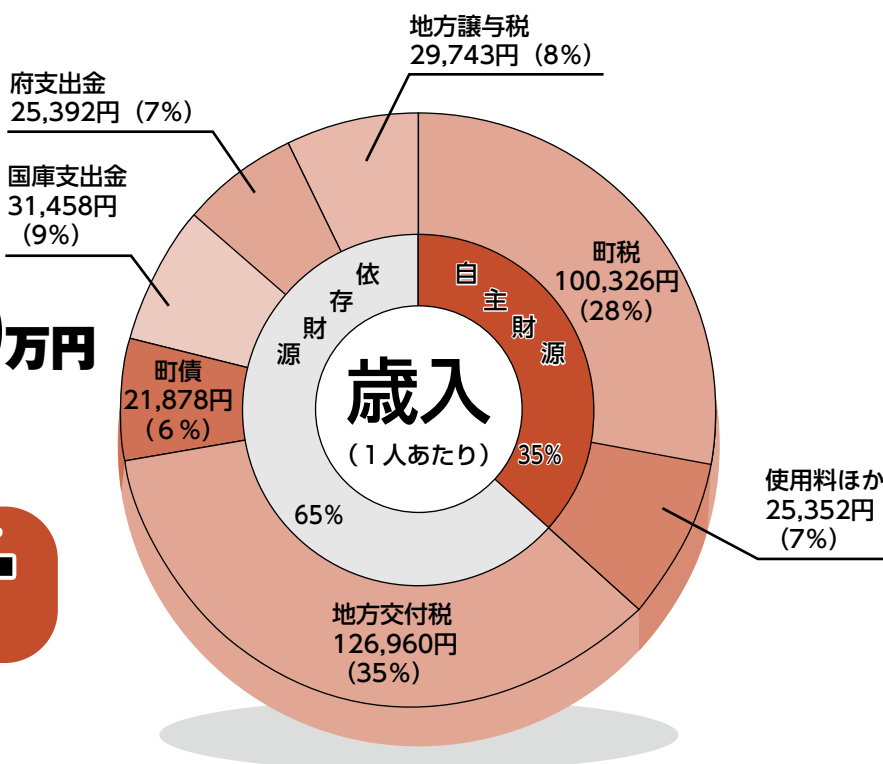 地方譲与税
29,743円（8%）
府支出金
25,392円（7%）
国庫支出金
31,458円
（9%）
万円
町債
21,878円
（6%）
依存財源
65%
自主財源
35%
歳入
（1人あたり）
町税
100,326円
（28%）
使用料ほか
25,352円
（7%）
地方交付税
126,960円
（35%）